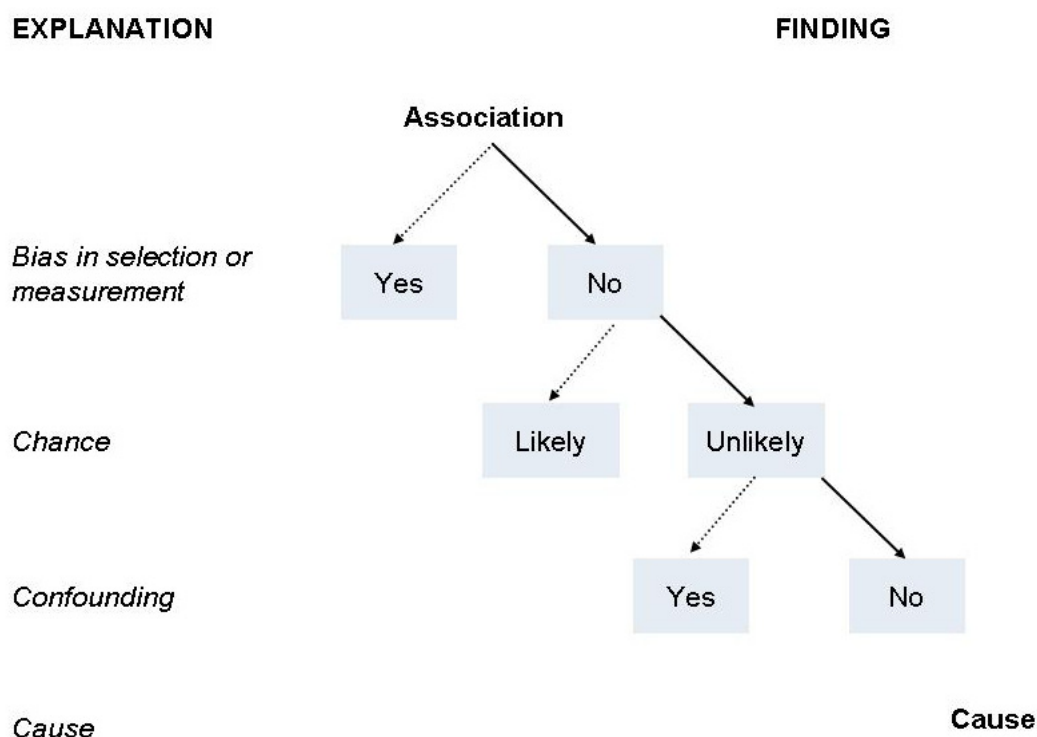 EXPLANATION FINDING
Association
Bias in selection or
measurement
Yes No
Chance
Likely Unlikely
Confounding
Yes No
Cause
Cause